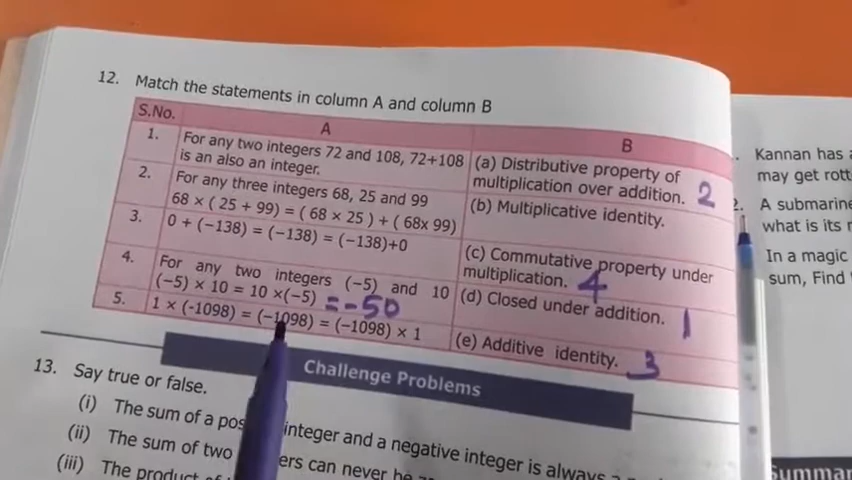 12. Match the statements in column A and column B
S.No. A B
1. For any two integers 72 and 108, 72+108
is an also an integer.
(a) Distributive property of
multiplication over addition. 2
2. For any three integers 68, 25 and 99
68 × ( 25 + 99) = ( 68 × 25 ) + ( 68x 99)
(b) Multiplicative identity.
3. 0 + (−138) = (−138) = (−138)+0
(c) Commutative property under
multiplication. 4
4. For any two integers (−5) and 10
(−5) × 10 = 10 ×(−5) = -50
(d) Closed under addition. 1
5. 1 × (-1098) = (−1098) = (−1098) × 1
(e) Additive identity. 3
Challenge Problems
13. Say true or false.
(i) The sum of a integer and a negative integer is always a
(ii) The sum of two can never be
(iii) The product
Kannan has a
may get rott
2. A submarine
what is its
In a magic
sum, Find
Summar